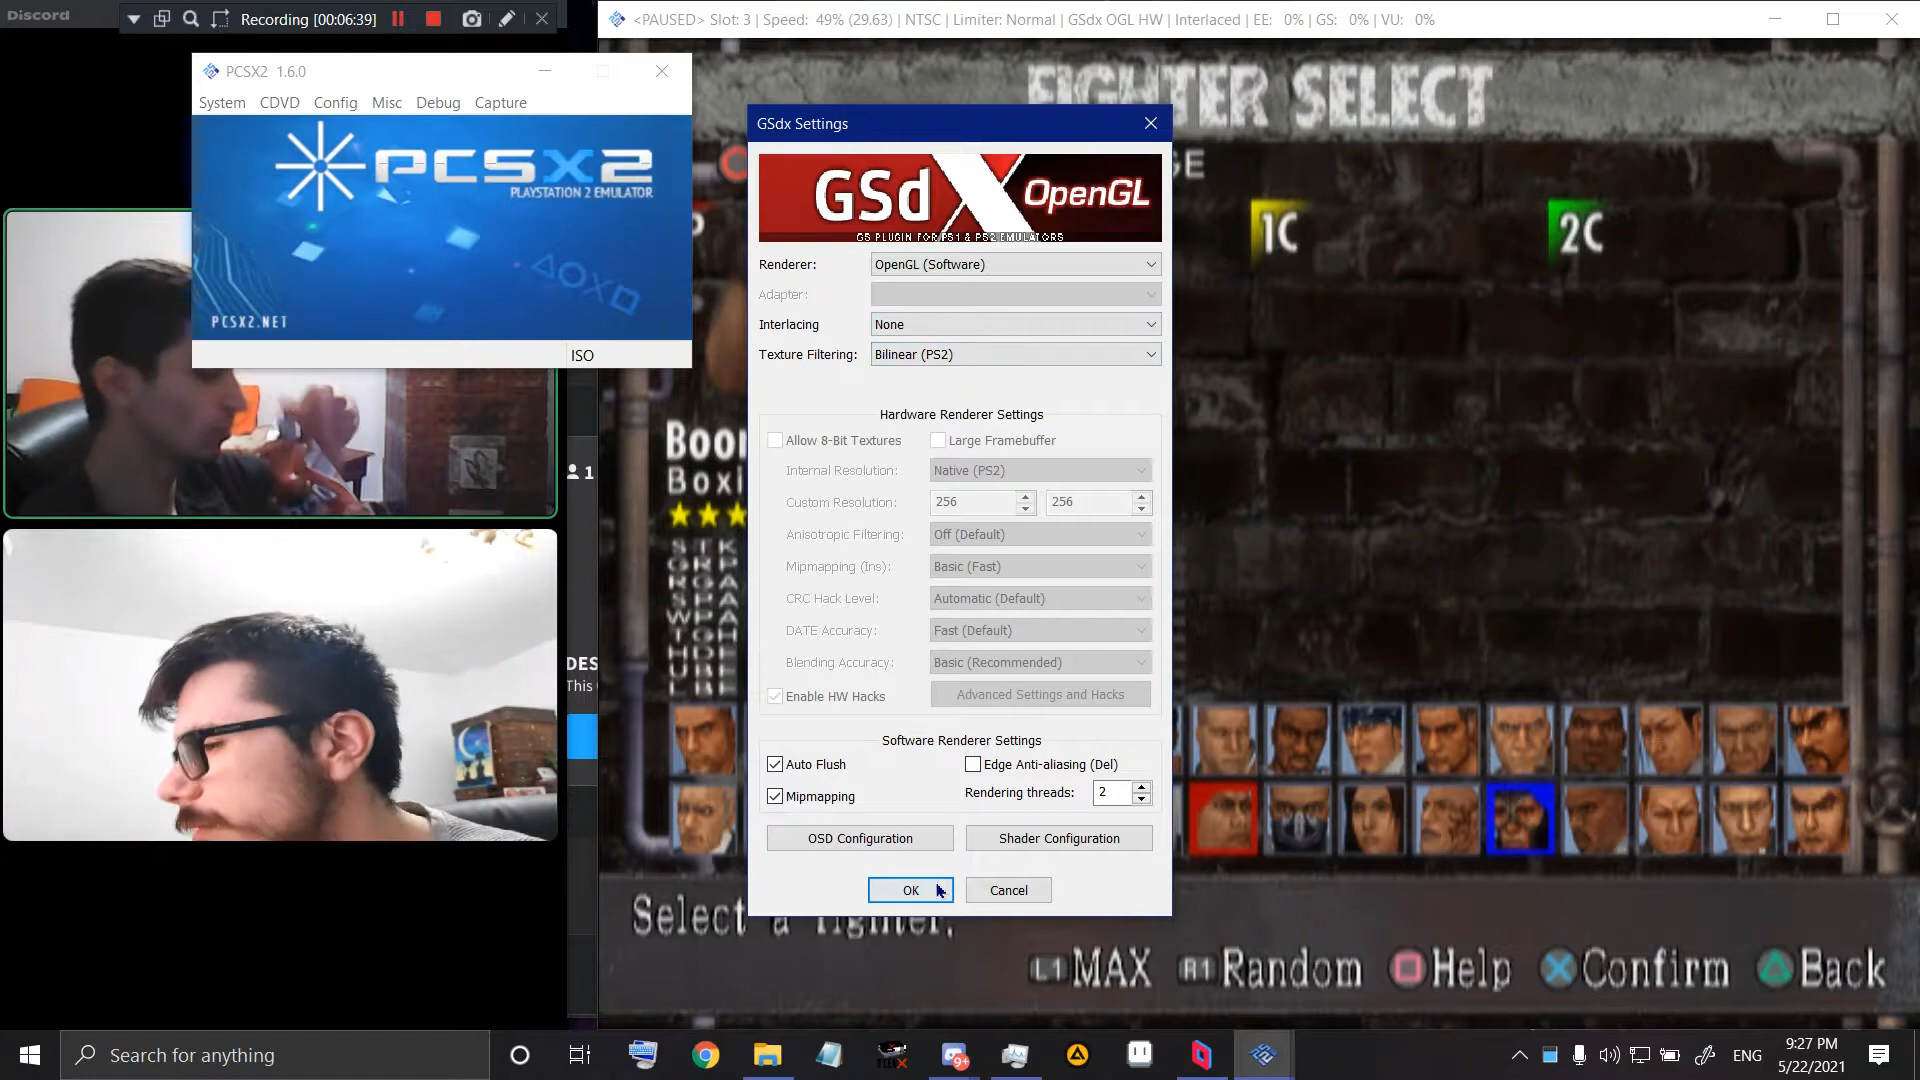 Discord
Recording [00:06:39]
<PAUSED> Slot: 3 | Speed: 49% (29.63) | NTSC | Limiter: Normal | GSdx OGL HW | Interlaced | EE: 0% | GS: 0% | VU: 0%
PCSX2 1.6.0
System CDVD Config Misc Debug Capture
PCSX2
PLAYSTATION 2 EMULATOR
PCSX2.NET
ISO
FIGHTER SELECT
GE
1C
2C
GSdx Settings
GSdX OpenGL
GS PLUGIN FOR PS1 & PS2 EMULATORS
Renderer: OpenGL (Software)
Adapter:
Interlacing None
Texture Filtering: Bilinear (PS2)
Hardware Renderer Settings
Allow 8-Bit Textures Large Framebuffer
Internal Resolution: Native (PS2)
Custom Resolution: 256 256
Anisotropic Filtering: Off (Default)
Mipmapping (Ins): Basic (Fast)
CRC Hack Level: Automatic (Default)
DATE Accuracy: Fast (Default)
Blending Accuracy: Basic (Recommended)
Enable HW Hacks Advanced Settings and Hacks
Software Renderer Settings
Auto Flush Edge Anti-aliasing (Del)
Mipmapping Rendering threads: 2
OSD Configuration Shader Configuration
OK Cancel
1
DES
This
Boo
Boxi
Select a fighter.
L1 MAX R1 Random Help Confirm Back
Search for anything
9+
ENG
9:27 PM
5/22/2021